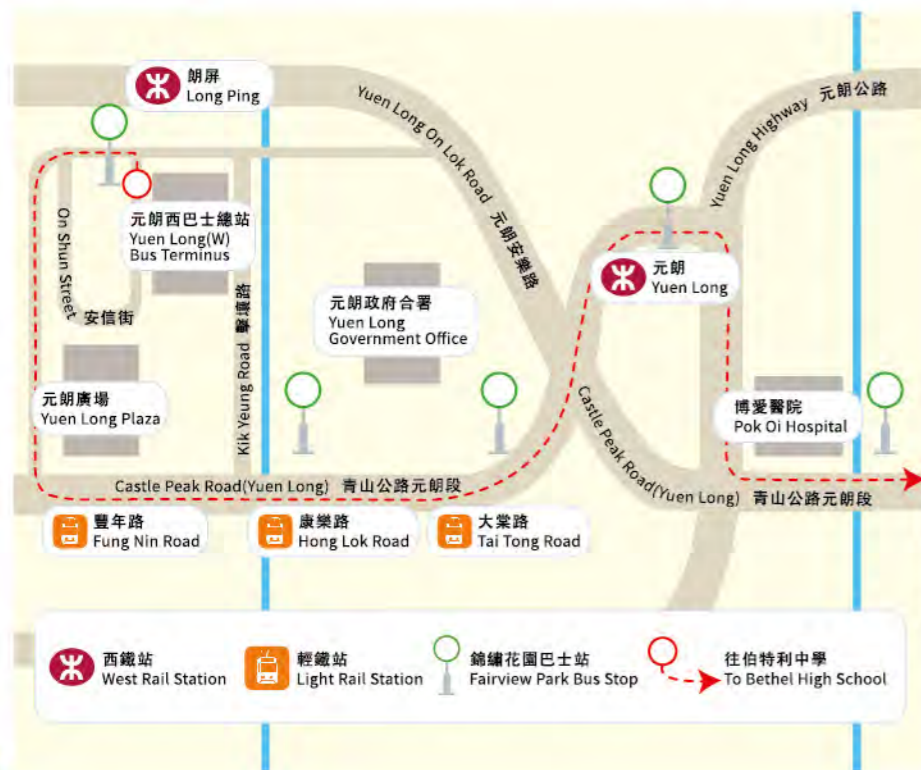 朗屏
Long Ping
Yuen Long On Lok Road 元朗安樂路
Yuen Long Highway 元朗公路
元朗西巴士總站
Yuen Long(W)
Bus Terminus
On Shun Street 安信街
Kik Yeung Road 擊壤路
元朗政府合署
Yuen Long
Government Office
元朗
Yuen Long
元朗廣場
Yuen Long Plaza
博愛醫院
Pok Oi Hospital
Castle Peak Road(Yuen Long) 青山公路元朗段
Castle Peak Road(Yuen Long) 青山公路元朗段
豐年路
Fung Nin Road
康樂路
Hong Lok Road
大棠路
Tai Tong Road
西鐵站
West Rail Station
輕鐵站
Light Rail Station
錦繡花園巴士站
Fairview Park Bus Stop
往伯特利中學
To Bethel High School